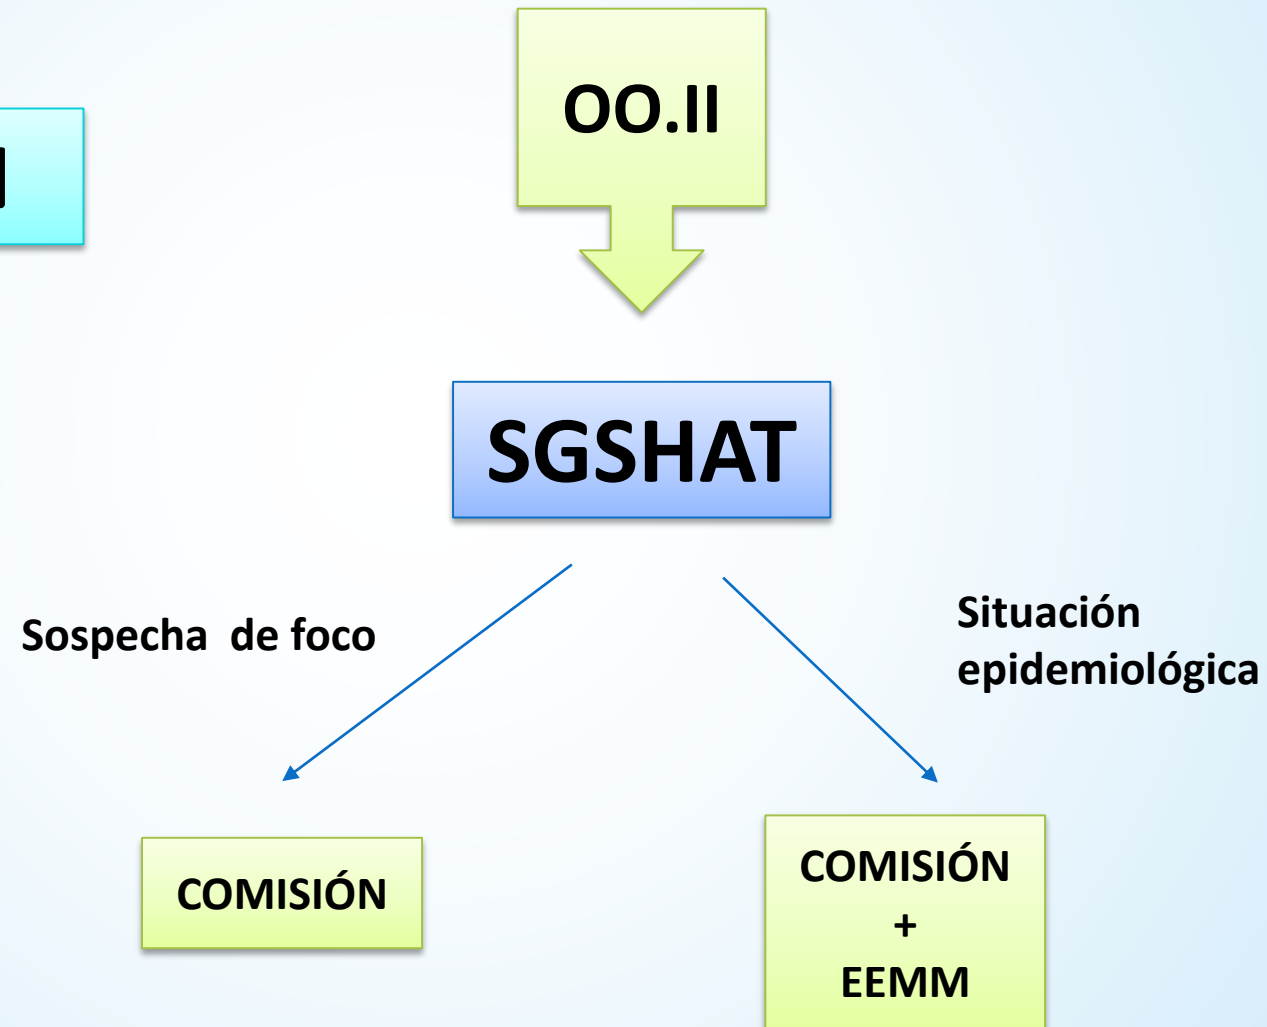 OO.II
SGSHAT
Sospecha de foco
Situación
epidemiológica
COMISIÓN
COMISIÓN
+
EEMM